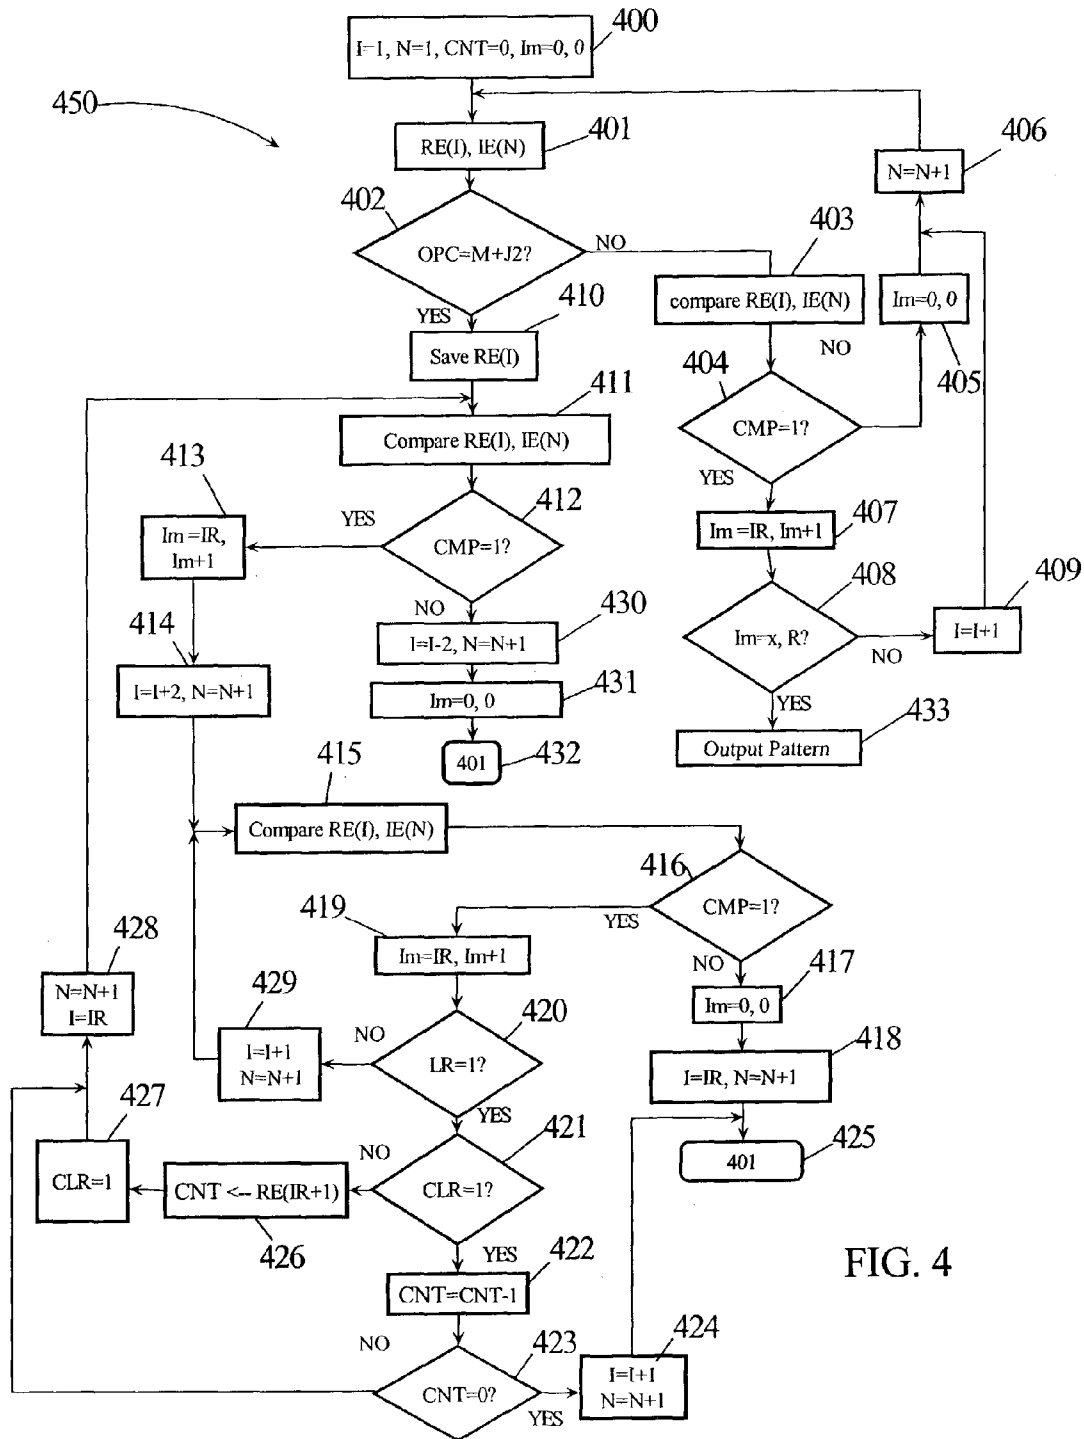 400
I=1, N=1, CNT=0, Im=0, 0
450
401
RE(I), IE(N)
406
N=N+1
402
OPC=M+J2?
NO
403
compare RE(I), IE(N)
Im=0, 0
405
YES
410
Save RE(I)
NO
404
CMP=1?
YES
411
Compare RE(I), IE(N)
413
Im =IR,
Im+1
YES
412
CMP=1?
NO
407
Im =IR, Im+1
408
Im=x, R?
NO
409
I=I+1
YES
433
Output Pattern
414
I=I+2, N=N+1
430
I=I-2, N=N+1
431
Im=0, 0
401
432
415
Compare RE(I), IE(N)
416
CMP=1?
YES
NO
419
Im=IR, Im+1
417
Im=0, 0
428
N=N+1
I=IR
429
I=I+1
N=N+1
NO
420
LR=1?
YES
418
I=IR, N=N+1
401
425
427
CLR=1
NO
421
CLR=1?
CNT <-- RE(IR+1)
426
YES
422
CNT=CNT-1
NO
423
CNT=0?
YES
424
I=I+I
N=N+1
FIG. 4